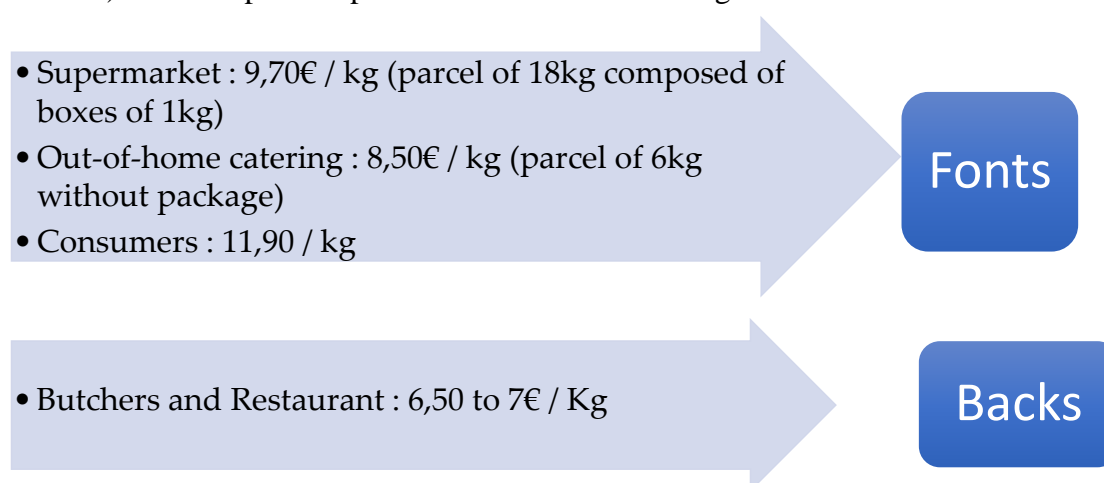 • Supermarket : 9,70€ / kg (parcel of 18kg composed of
boxes of 1kg)
• Out-of-home catering : 8,50€ / kg (parcel of 6kg
without package)
• Consumers : 11,90 / kg
Fonts
• Butchers and Restaurant : 6,50 to 7€ / Kg
Backs